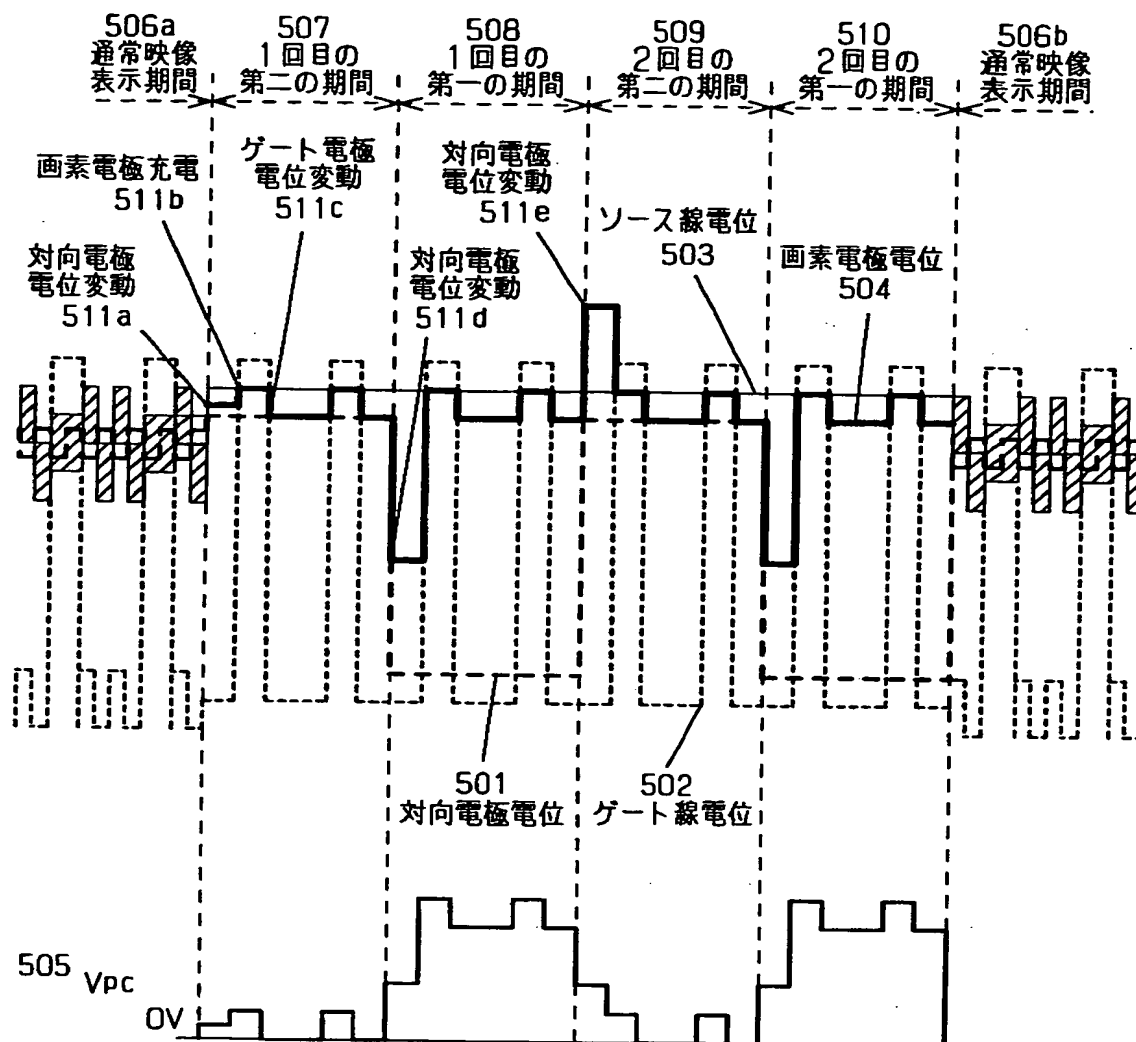 506a
通常映像
表示期間
507
1回目の
第二の期間
508
1回目の
第一の期間
509
2回目の
第二の期間
510
2回目の
第一の期間
506b
通常映像
表示期間
画素電極充電
511b
ゲート電極
電位変動
511c
対向電極
電位変動
511e
ソース線電位
503
対向電極
電位変動
511a
対向電極
電位変動
511d
画素電極電位
504
501
対向電極電位
502
ゲート線電位
505
Vpc
0V